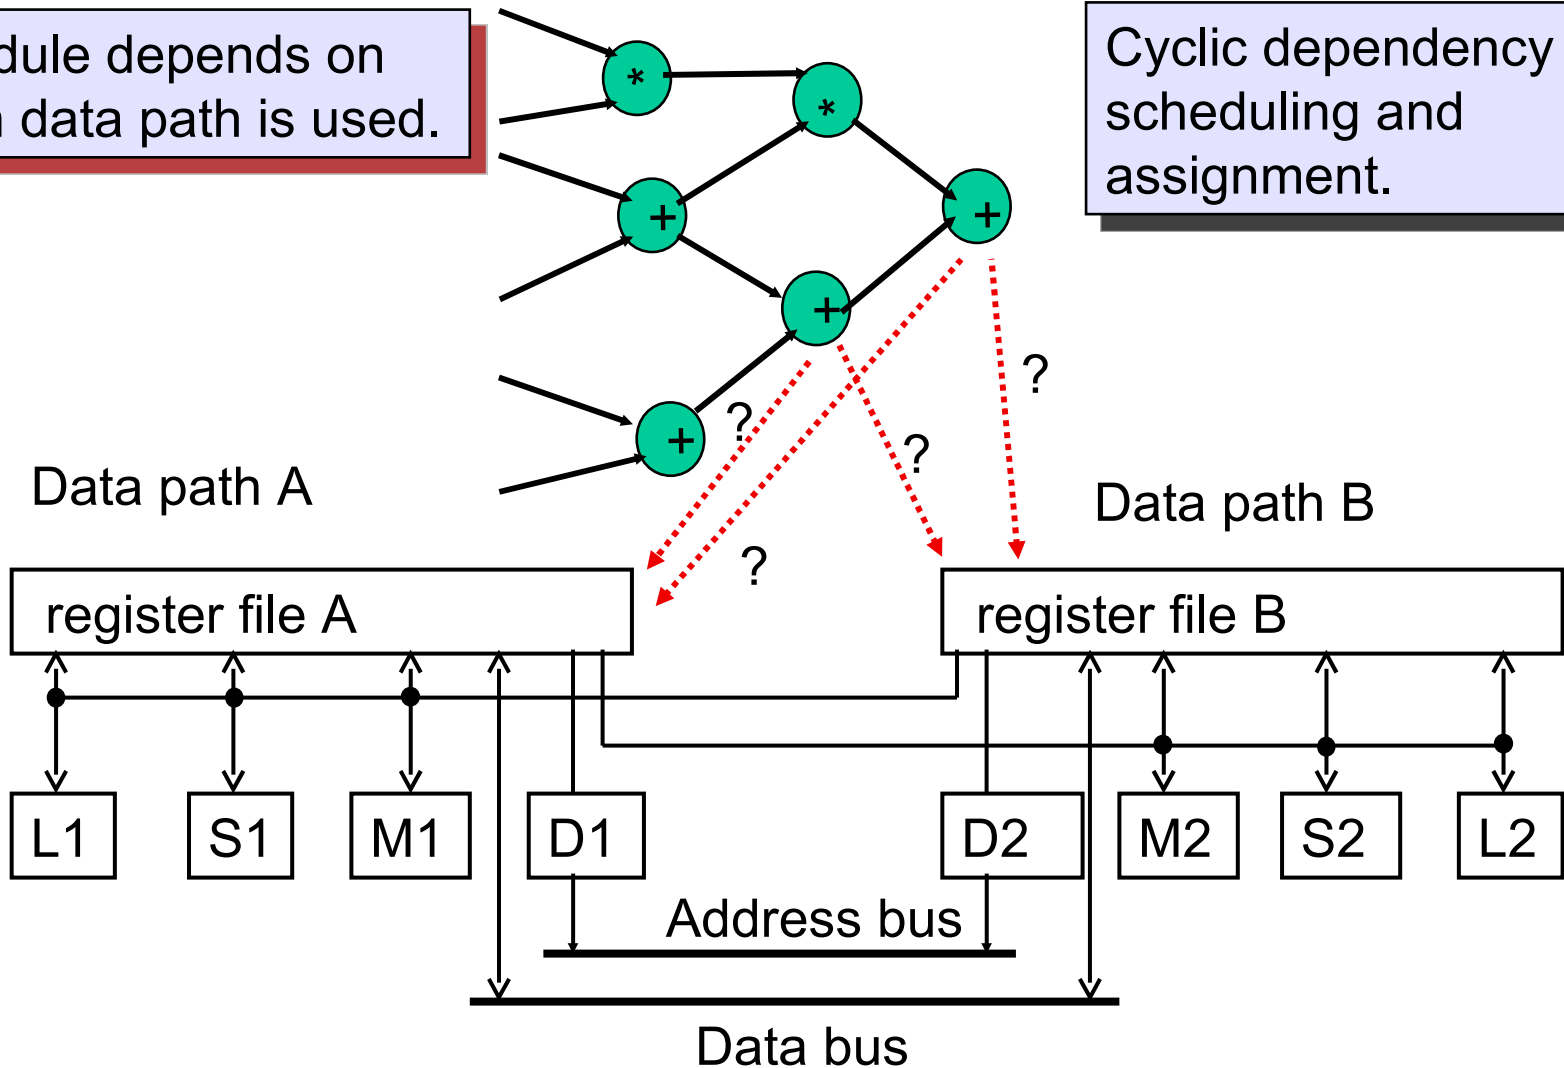 dule depends on
data path is used.
Cyclic dependency
scheduling and
assignment.
*
*
+
+
+
+
?
?
?
?
Data path A
Data path B
register file A
register file B
L1 S1 M1 D1 D2 M2 S2 L2
Address bus
Data bus